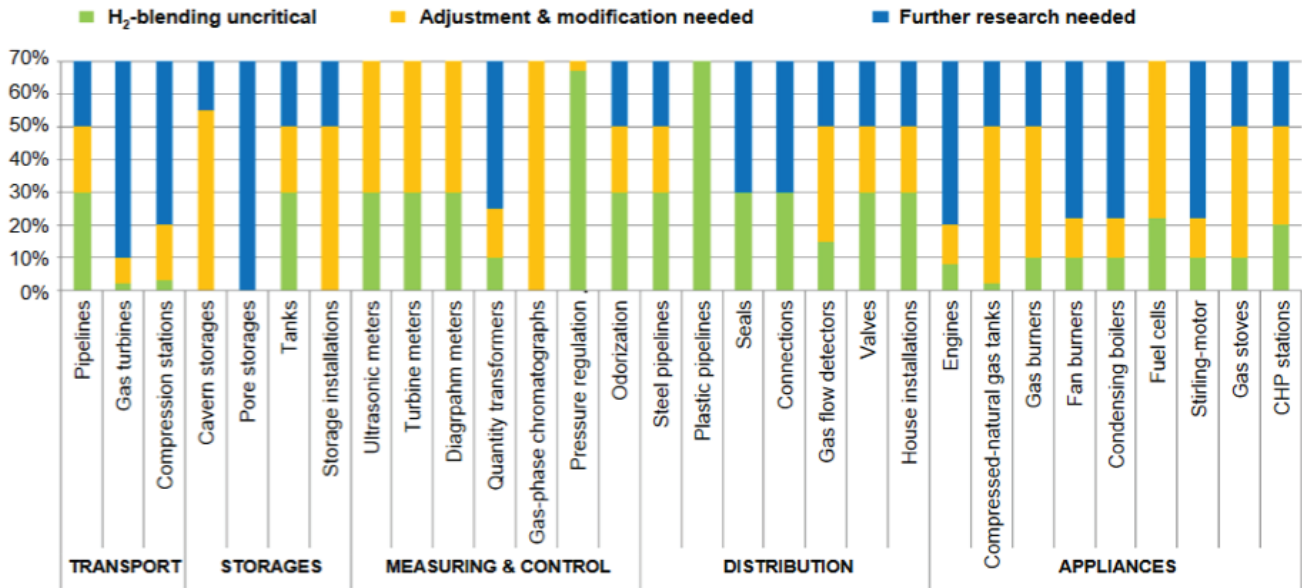 H₂-blending uncritical
Adjustment & modification needed
Further research needed
70%
60%
50%
40%
30%
20%
10%
0%
Pipelines
Gas turbines
Compression stations
Cavern storages
Pore storages
Tanks
Storage installations
Ultrasonic meters
Turbine meters
Diagrpahm meters
Quantity transformers
Gas-phase chromatographs
Pressure regulation
Odorization
Steel pipelines
Plastic pipelines
Seals
Connections
Gas flow detectors
Valves
House installations
Engines
Compressed-natural gas tanks
Gas burners
Fan burners
Condensing boilers
Fuel cells
Stirling-motor
Gas stoves
CHP stations
TRANSPORT
STORAGES
MEASURING & CONTROL
DISTRIBUTION
APPLIANCES